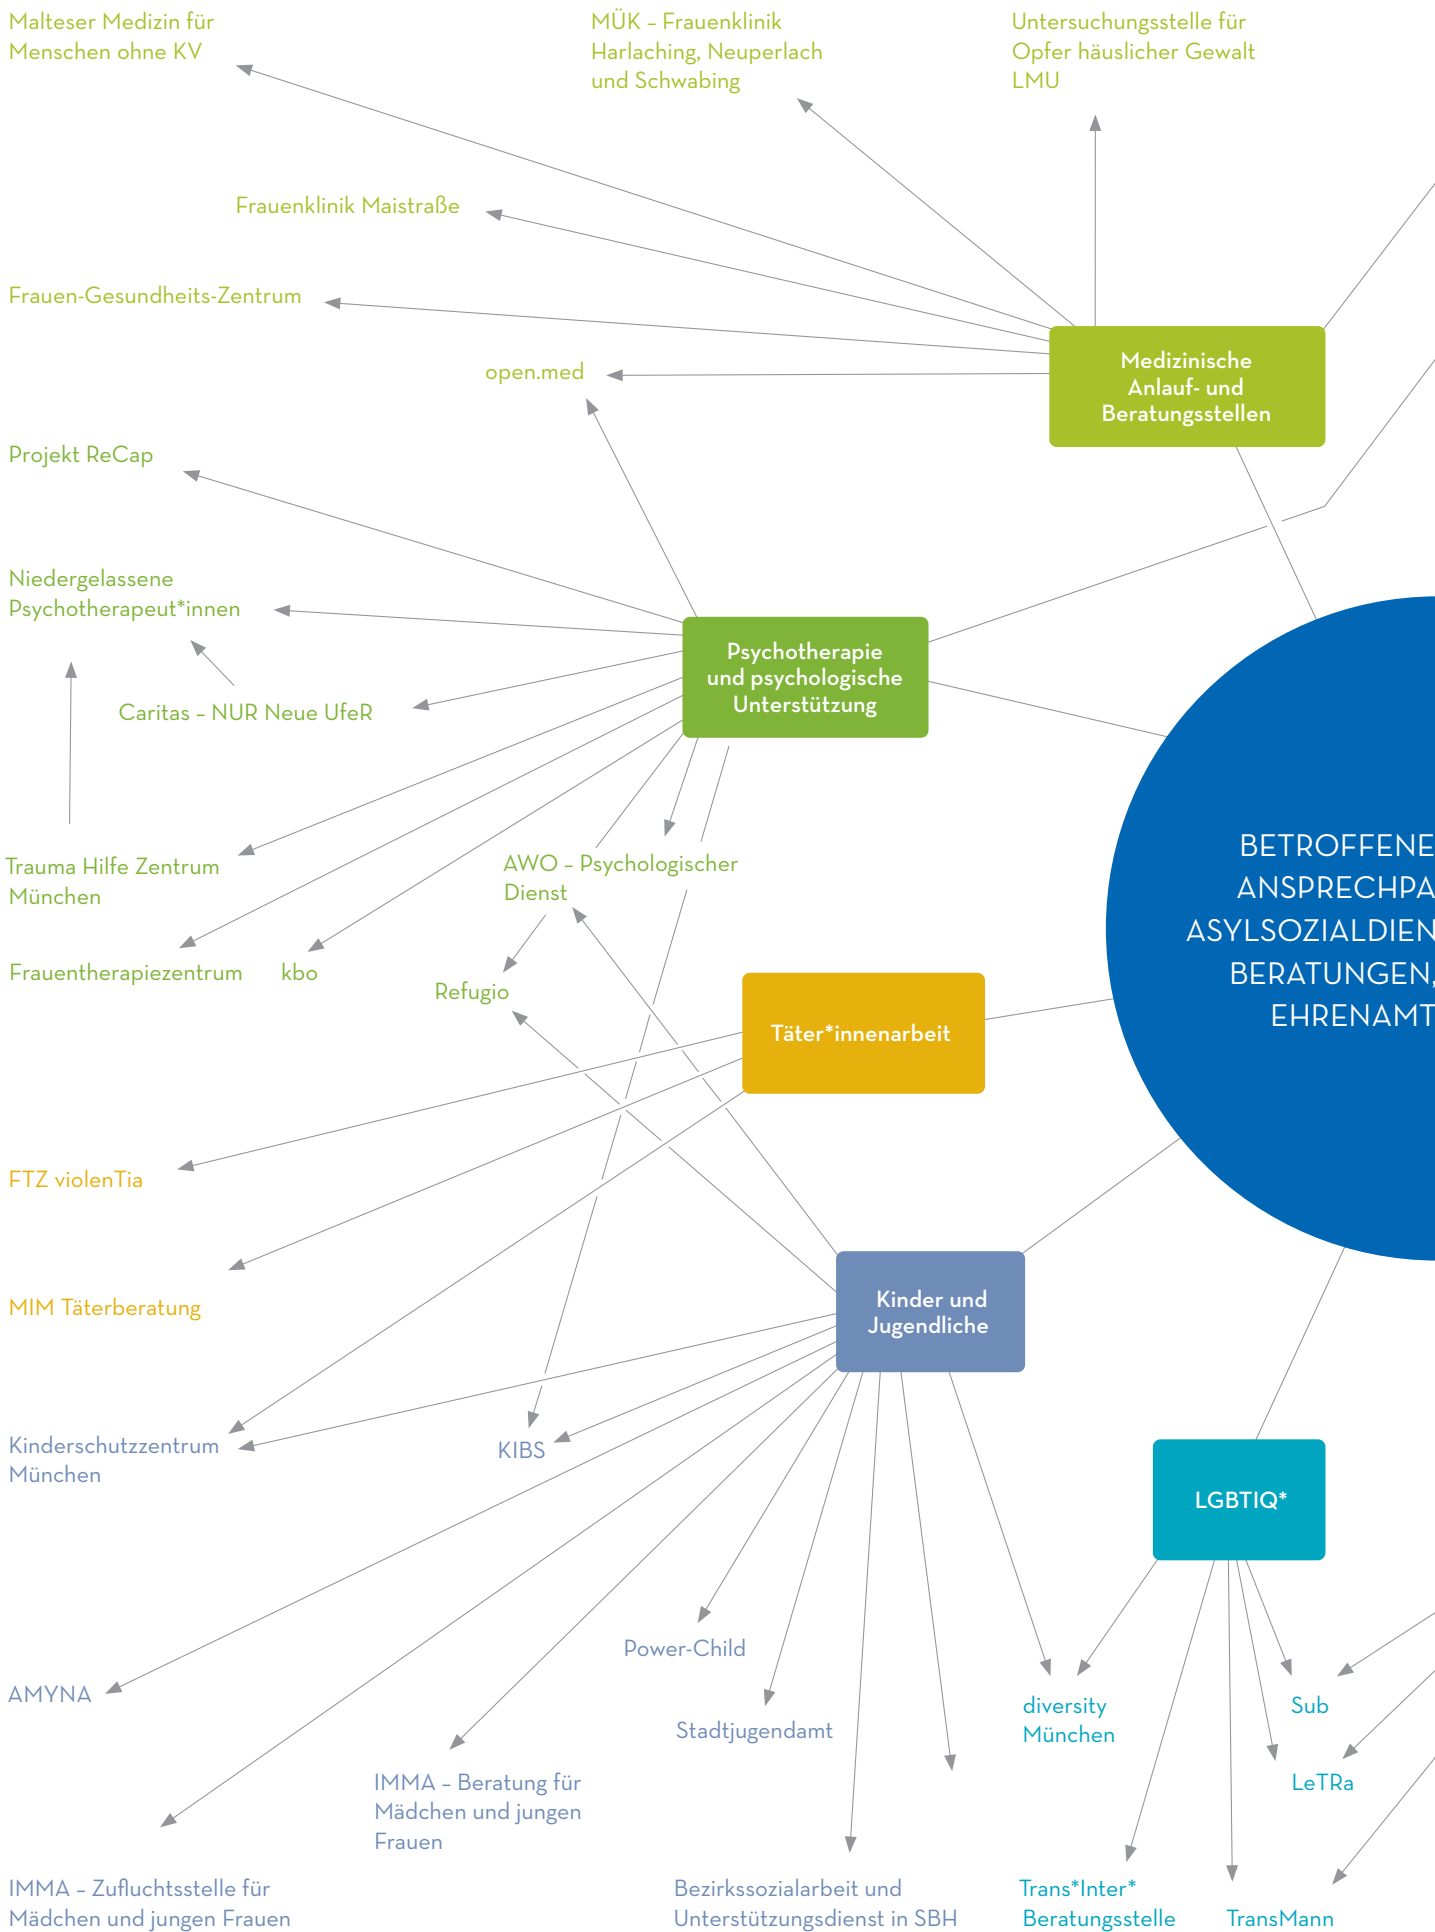 Malteser Medizin für
Menschen ohne KV
MÜK – Frauenklinik
Harlaching, Neuperlach
und Schwabing
Untersuchungsstelle für
Opfer häuslicher Gewalt
LMU
Frauenklinik Maistraße
Frauen-Gesundheits-Zentrum
open.med
Medizinische
Anlauf- und
Beratungsstellen
Projekt ReCap
Niedergelassene
Psychotherapeut*innen
Psychotherapie
und psychologische
Unterstützung
Caritas – NUR Neue UfeR
Trauma Hilfe Zentrum
München
AWO – Psychologischer
Dienst
BETROFFENE
ANSPRECHPA
ASYLSOZIALDIEN
BERATUNGEN,
EHRENAMT
Frauentherapiezentrum
kbo
Refugio
Täter*innenarbeit
FTZ violenTia
MIM Täterberatung
Kinder und
Jugendliche
Kinderschutzzentrum
München
KIBS
LGBTIQ*
Power-Child
AMYNA
Stadtjugendamt
diversity
München
Sub
LeTRa
IMMA – Beratung für
Mädchen und jungen
Frauen
IMMA – Zufluchtsstelle für
Mädchen und jungen Frauen
Bezirkssozialarbeit und
Unterstützungsdienst in SBH
Trans*Inter*
Beratungsstelle
TransMann